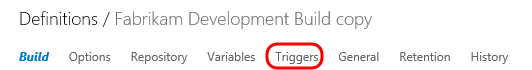 Definitions / Fabrikam Development Build copy
Build Options Repository Variables Triggers General Retention History